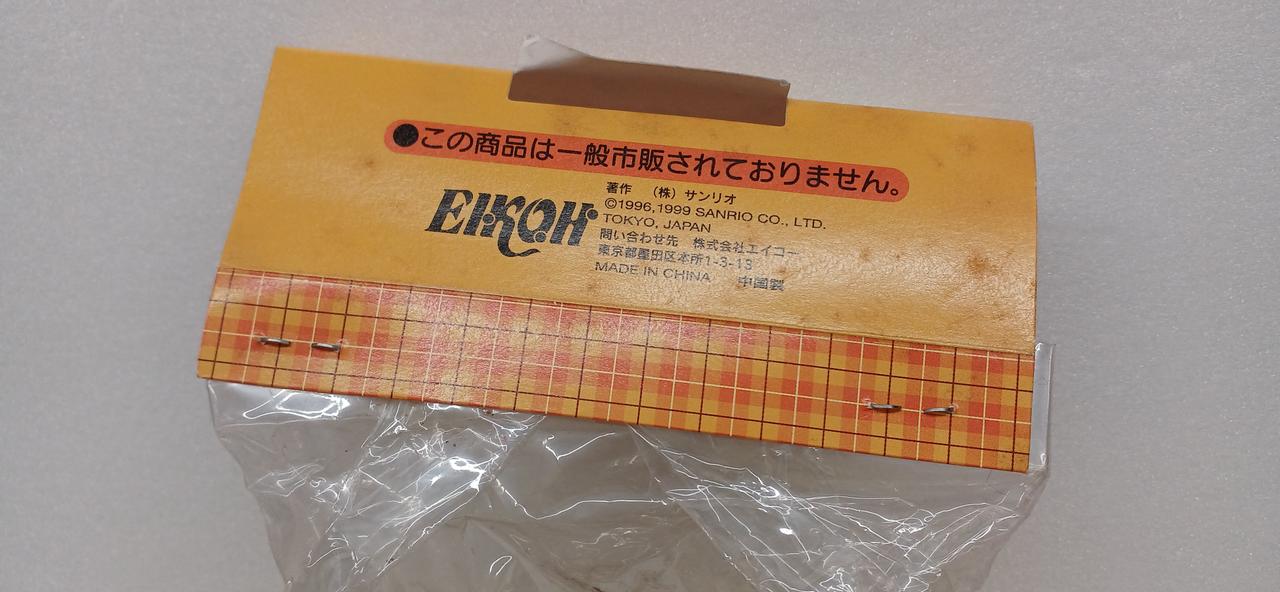 ●この商品は一般市販されておりません。
EIKOH
著作 (株)サンリオ
©1996,1999 SANRIO CO., LTD.
TOKYO, JAPAN
問い合わせ先 株式会社エイコー
東京都墨田区本所1-3-13
MADE IN CHINA 中国製